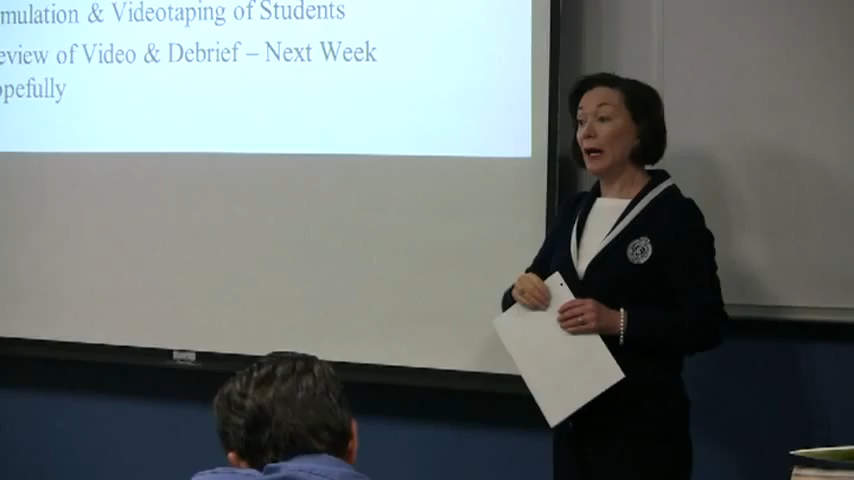 mulation & Videotaping of Students
eview of Video & Debrief – Next Week
opefully